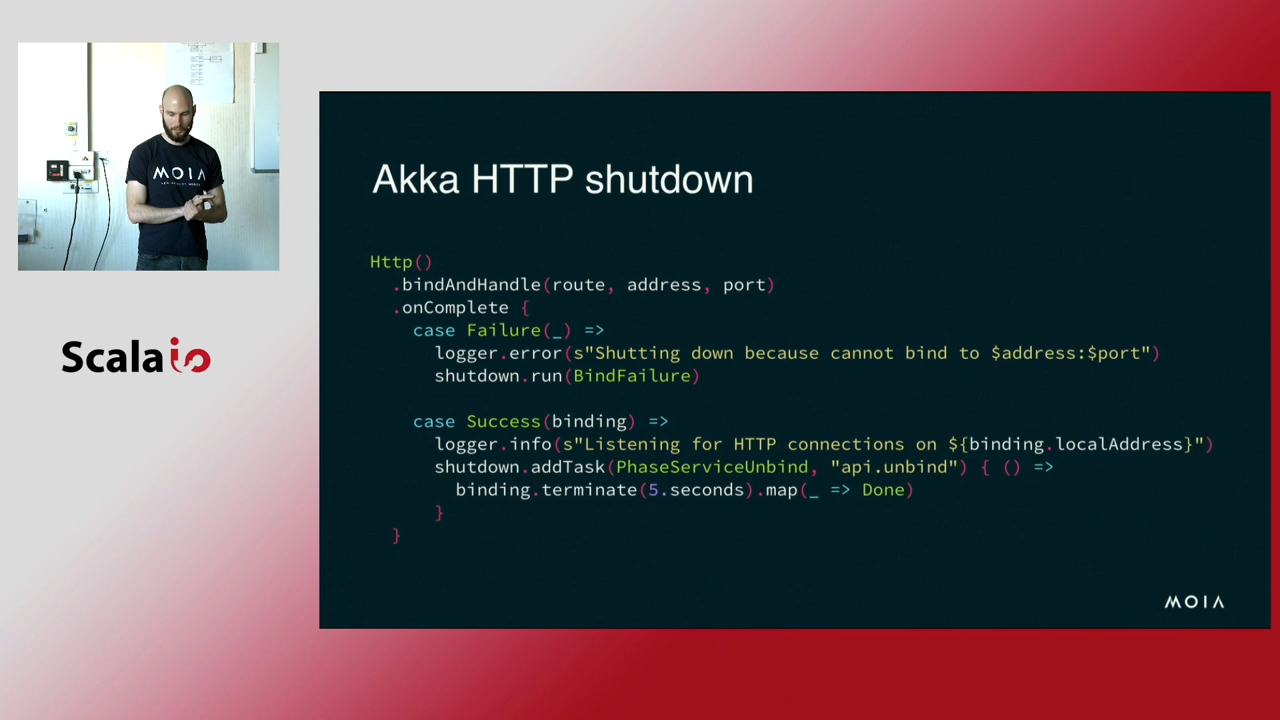 MOIA
Scala io
Akka HTTP shutdown
Http()
  .bindAndHandle(route, address, port)
  .onComplete {
    case Failure(_) =>
      logger.error(s"Shutting down because cannot bind to $address:$port")
      shutdown.run(BindFailure)
    case Success(binding) =>
      logger.info(s"Listening for HTTP connections on ${binding.localAddress}")
      shutdown.addTask(PhaseServiceUnbind, "api.unbind") { () =>
        binding.terminate(5.seconds).map(_ => Done)
      }
  }
MOIA